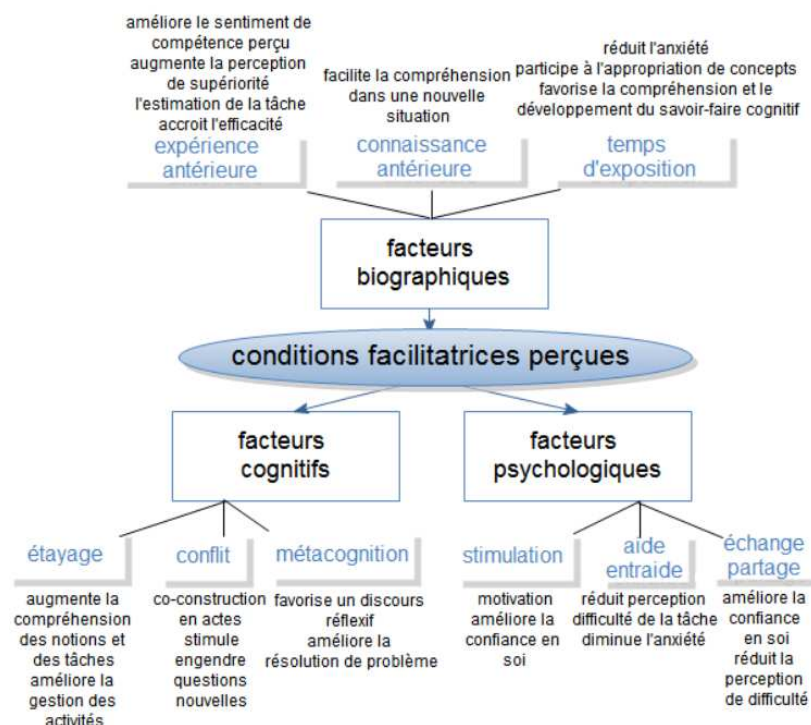 améliore le sentiment de
compétence perçu
augmente la perception
de supériorité
l'estimation de la tâche
accroit l'efficacité
expérience
antérieure
facilite la compréhension
dans une nouvelle
situation
connaissance
antérieure
réduit l'anxiété
participe à l'appropriation de concepts
favorise la compréhension et le
développement du savoir-faire cognitif
temps
d'exposition
facteurs
biographiques
conditions facilitatrices perçues
facteurs
cognitifs
facteurs
psychologiques
étayage
augmente la
compréhension
des notions et
des tâches
améliore la
gestion des
activités
conflit
co-construction
en actes
stimule
engendre
questions
nouvelles
métacognition
favorise un discours
réflexif
améliore la
résolution de problème
stimulation
motivation
améliore la
confiance en
soi
aide
entraide
réduit perception
difficulté de la tâche
diminue l'anxiété
échange
partage
améliore la
confiance
en soi
réduit la
perception
de difficulté